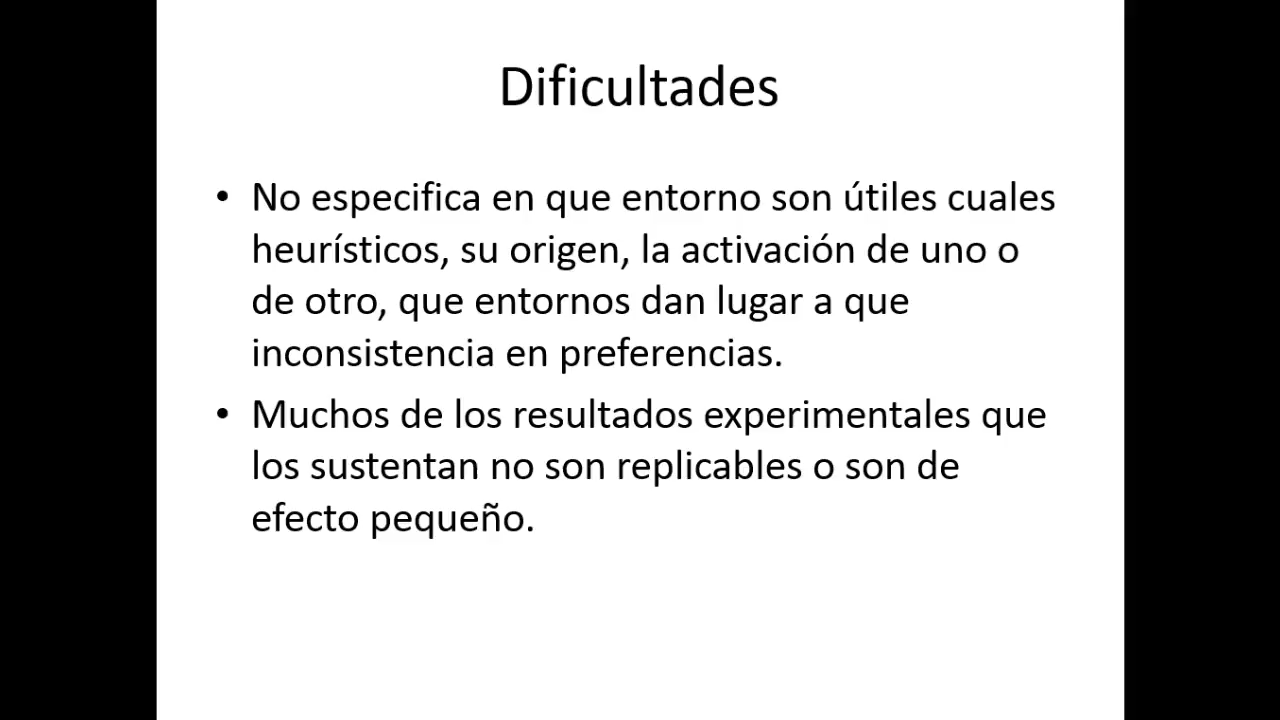 Dificultades
• No especifica en que entorno son útiles cuales
heurísticos, su origen, la activación de uno o
de otro, que entornos dan lugar a que
inconsistencia en preferencias.
• Muchos de los resultados experimentales que
los sustentan no son replicables o son de
efecto pequeño.